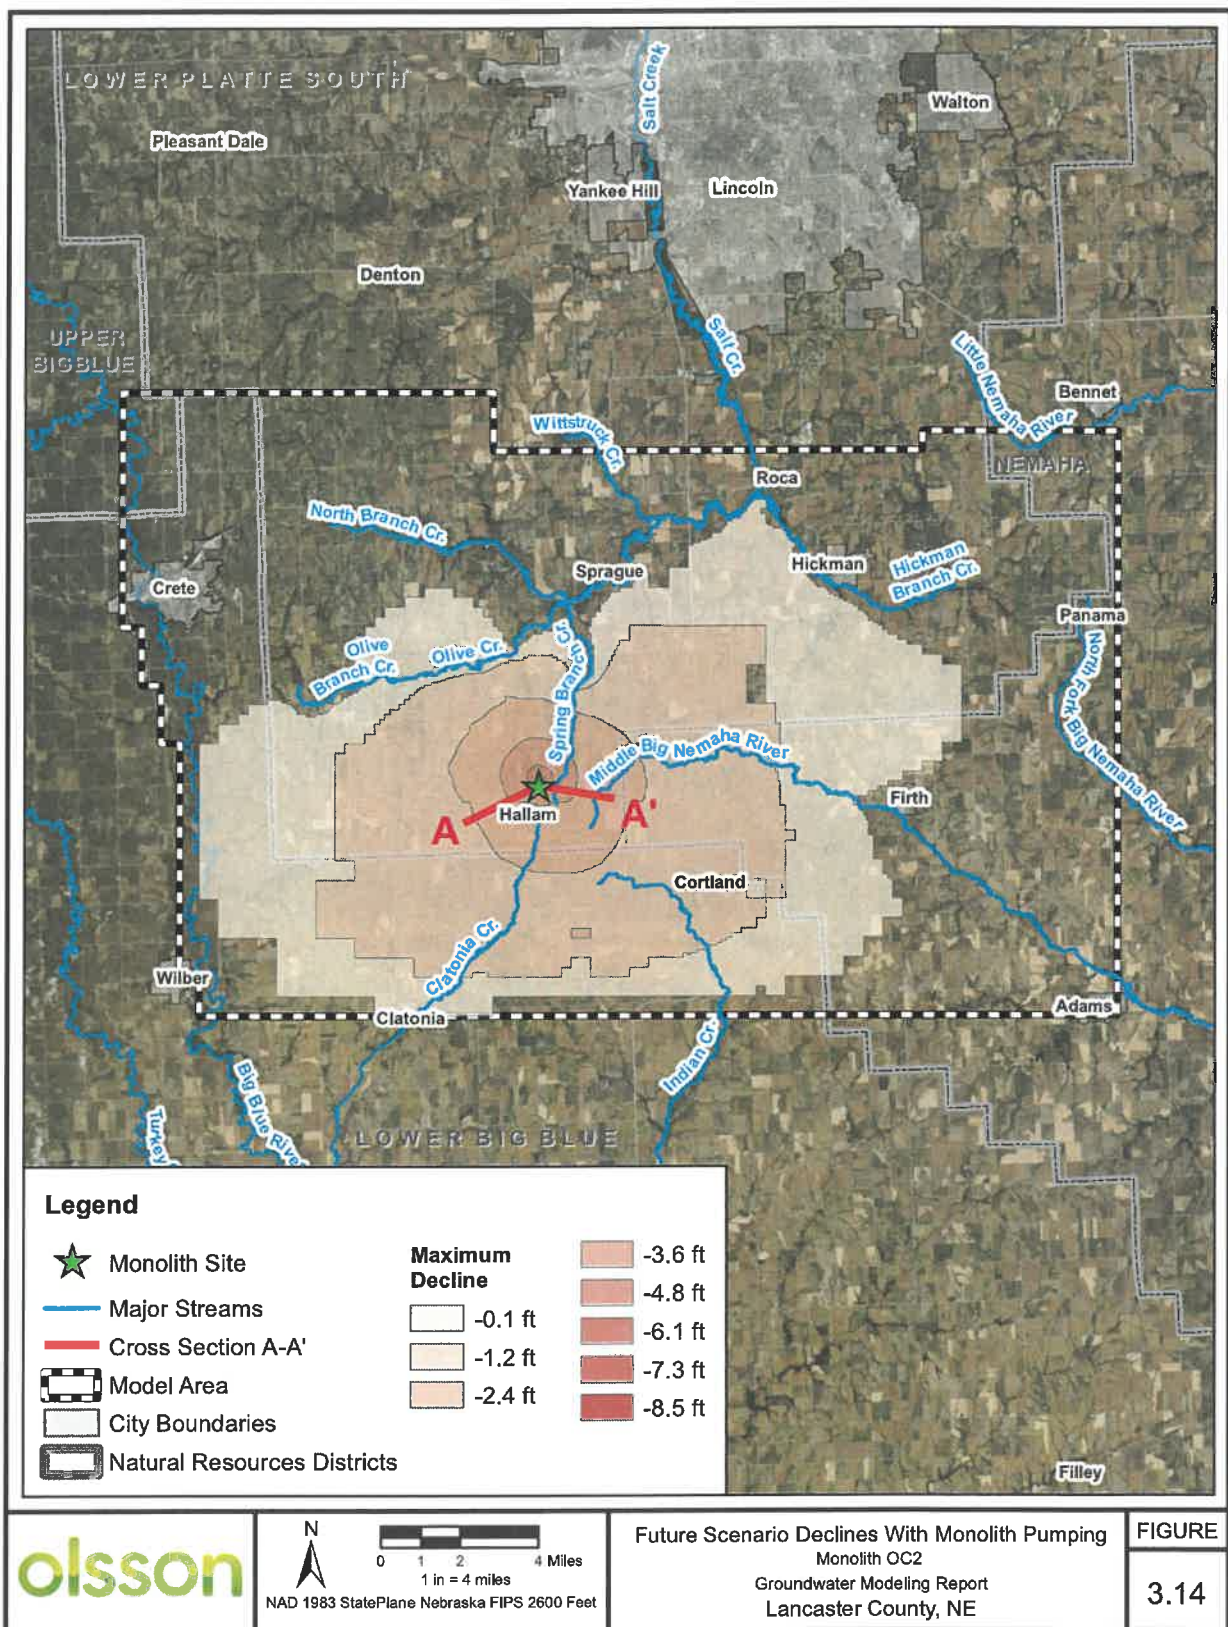 LOWER PLATTE SOUTH
Salt Creek
Walton
Pleasant Dale
Yankee Hill
Lincoln
Denton
UPPER
BIG BLUE
Salt Cr.
Little Nemaha River
Bennet
Wittstruck Cr.
NEMAHA
Roca
North Branch Cr.
Hickman
Hickman
Branch Cr.
Sprague
Crete
Panama
Olive
Branch Cr.
Olive Cr.
Spring Branch Cr.
North Fork Big Nemaha River
Middle Big Nemaha River
Firth
Hallam
A
A'
Cortland
Clatonia Cr.
Wilber
Clatonia
Adams
Indian Cr.
Big Blue River
Turkey
LOWER BIG BLUE
Filley
Legend
Monolith Site
Major Streams
Cross Section A-A'
Model Area
City Boundaries
Natural Resources Districts
Maximum
Decline
-0.1 ft
-1.2 ft
-2.4 ft
-3.6 ft
-4.8 ft
-6.1 ft
-7.3 ft
-8.5 ft
olsson
N
0 1 2 4 Miles
1 in = 4 miles
NAD 1983 StatePlane Nebraska FIPS 2600 Feet
Future Scenario Declines With Monolith Pumping
Monolith OC2
Groundwater Modeling Report
Lancaster County, NE
FIGURE
3.14